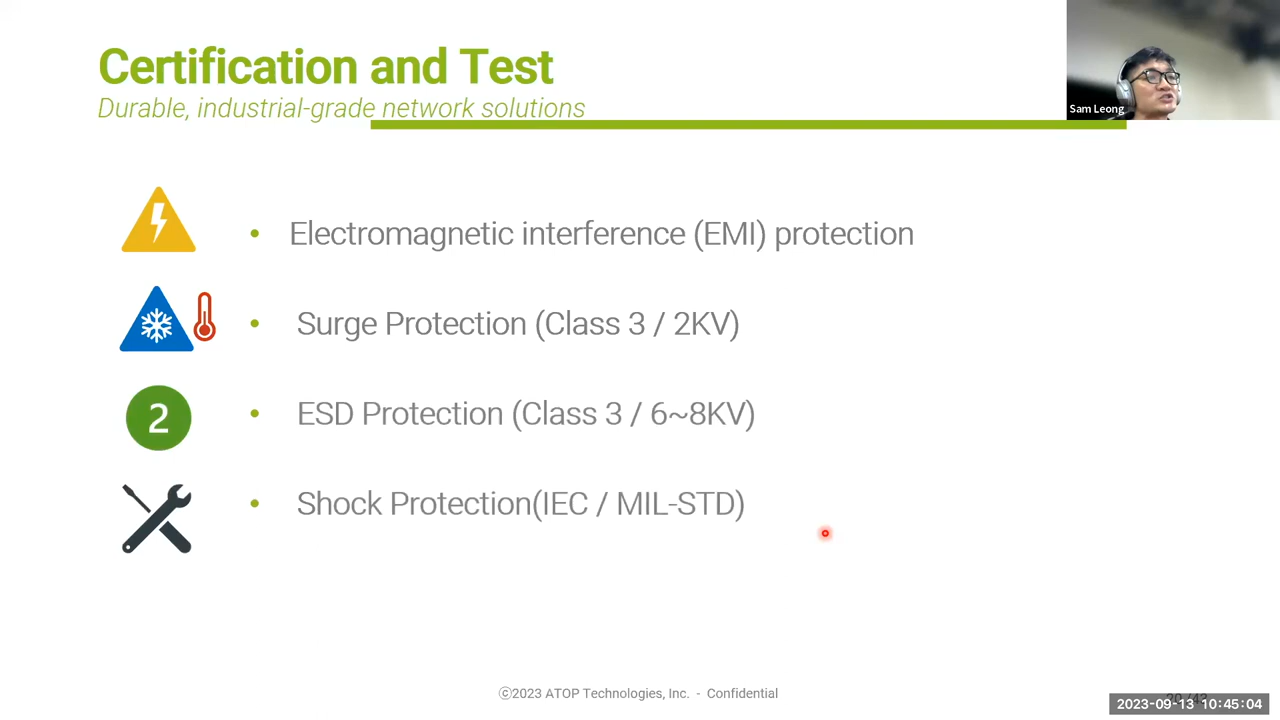 Certification and Test
Durable, industrial-grade network solutions
Sam Leong
• Electromagnetic interference (EMI) protection
• Surge Protection (Class 3 / 2KV)
2
• ESD Protection (Class 3 / 6~8KV)
• Shock Protection(IEC / MIL-STD)
ⓒ2023 ATOP Technologies, Inc. - Confidential
2023-09-13 10:45:04